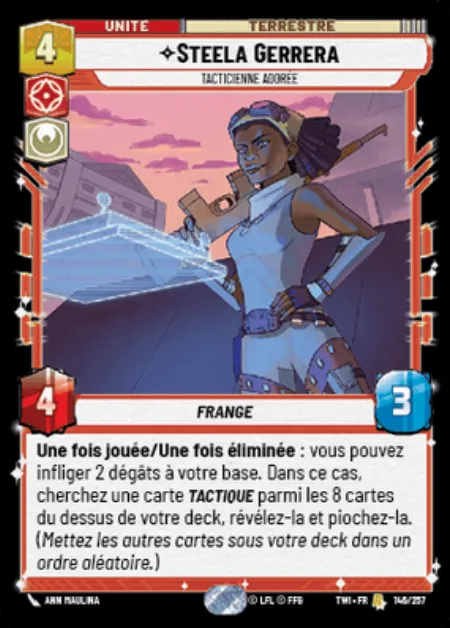 UNITÉ
TERRESTRE
4
STEELA GERRERA
TACTICIENNE ADORÉE
4
FRANGE
3
Une fois jouée/Une fois éliminée : vous pouvez
infliger 2 dégâts à votre base. Dans ce cas,
cherchez une carte TACTIQUE parmi les 8 cartes
du dessus de votre deck, révélez-la et piochez-la.
(Mettez les autres cartes sous votre deck dans un
ordre aléatoire.)
ANN MAULINA
© LFL © FFG
TWI • FR
146/257